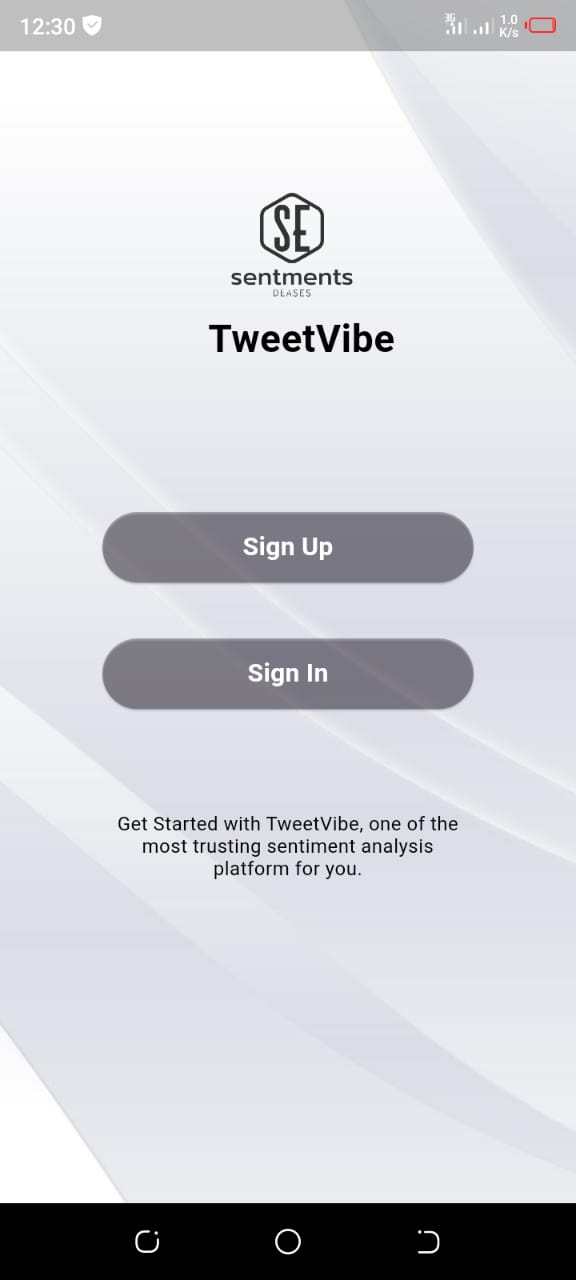 12:30
3G
1.0
K/s
SE
sentments
DEASES
TweetVibe
Sign Up
Sign In
Get Started with TweetVibe, one of the
most trusting sentiment analysis
platform for you.